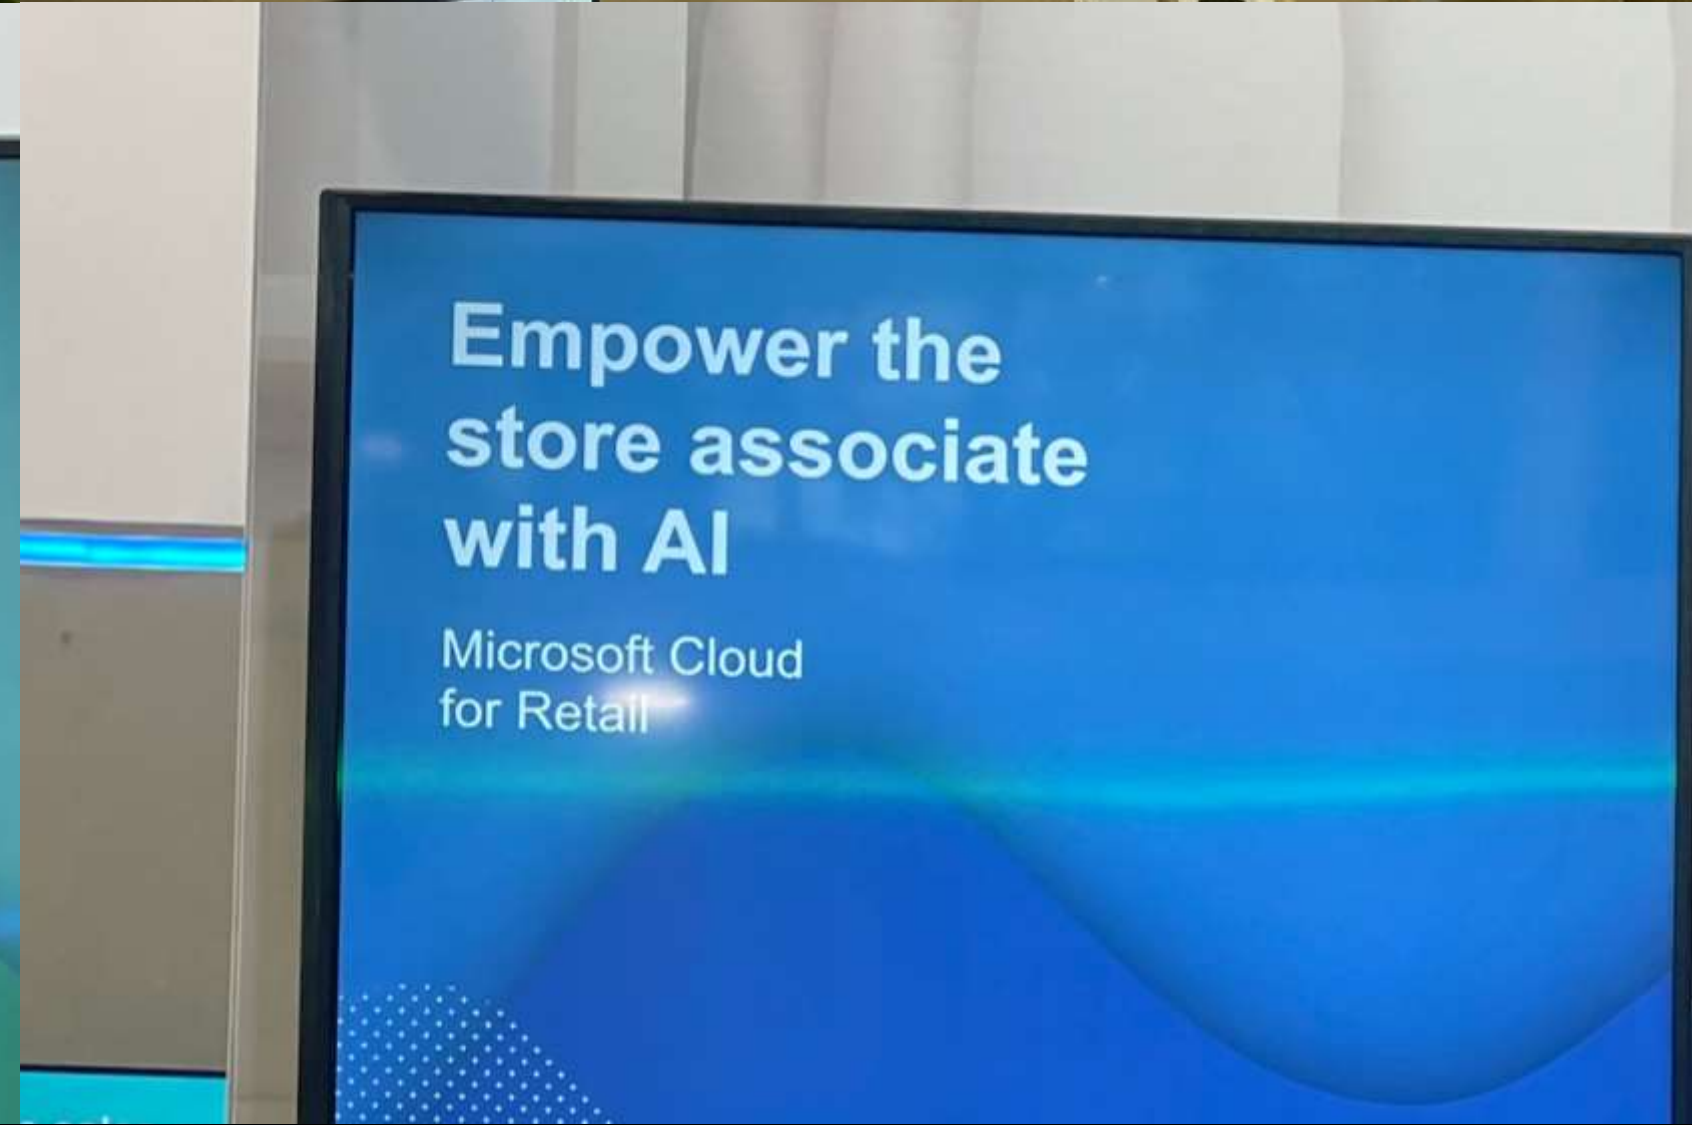 Empower the
store associate
with AI
Microsoft Cloud
for Retail